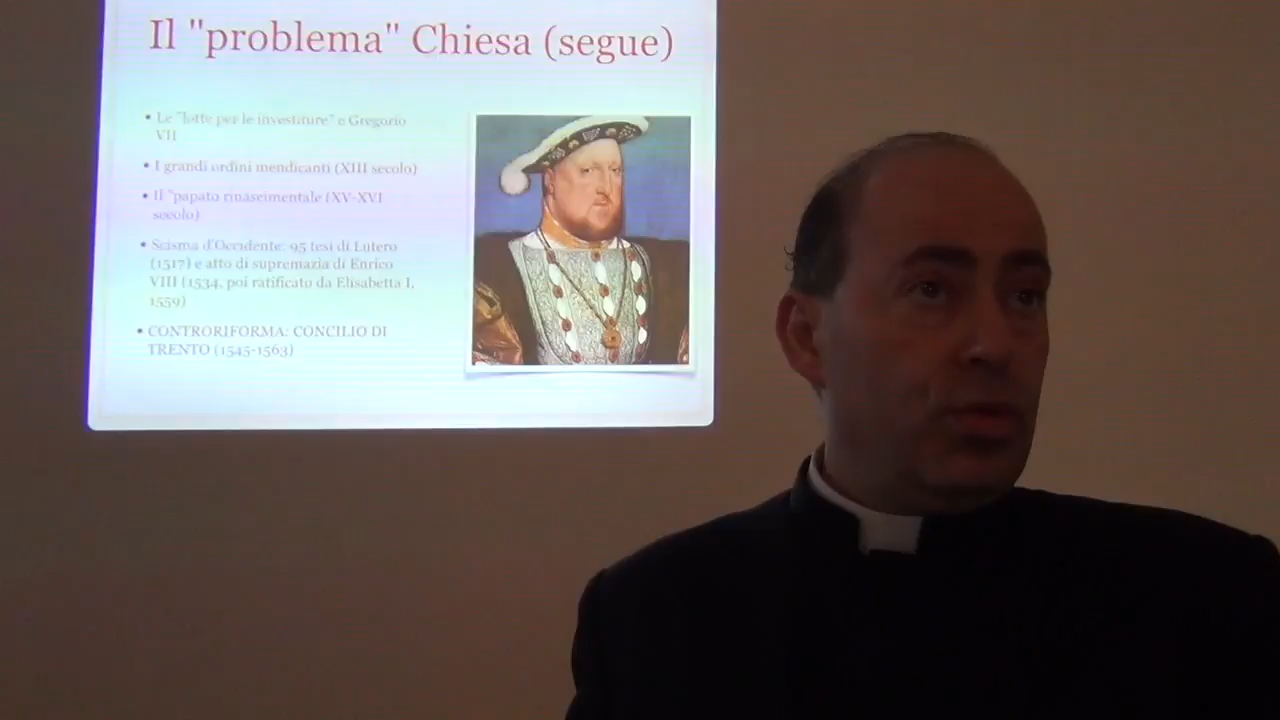 Il "problema" Chiesa (segue)
• Le "lotte per le investiture" e Gregorio
VII
• I grandi ordini mendicanti (XIII secolo)
• Il "papato rinascimentale (XV-XVI
secolo)
• Scisma d'Occidente: 95 tesi di Lutero
(1517) e atto di supremazia di Enrico
VIII (1534, poi ratificato da Elisabetta I,
1559)
• CONTRORIFORMA: CONCILIO DI
TRENTO (1545-1563)